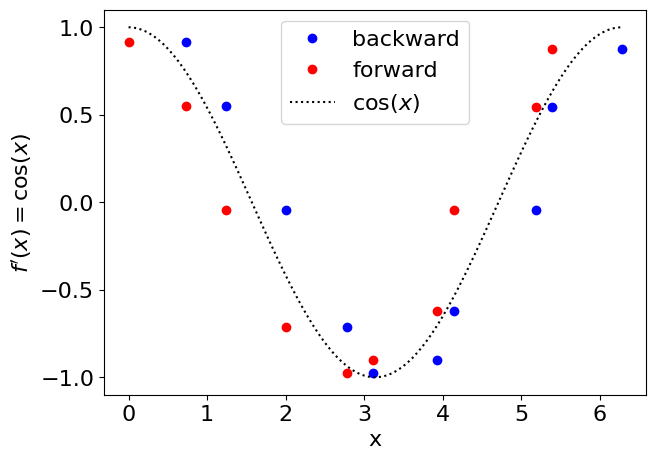 backward
forward
cos(x)
f′(x) = cos(x)
1.0
0.5
0.0
−0.5
−1.0
0 1 2 3 4 5 6
x